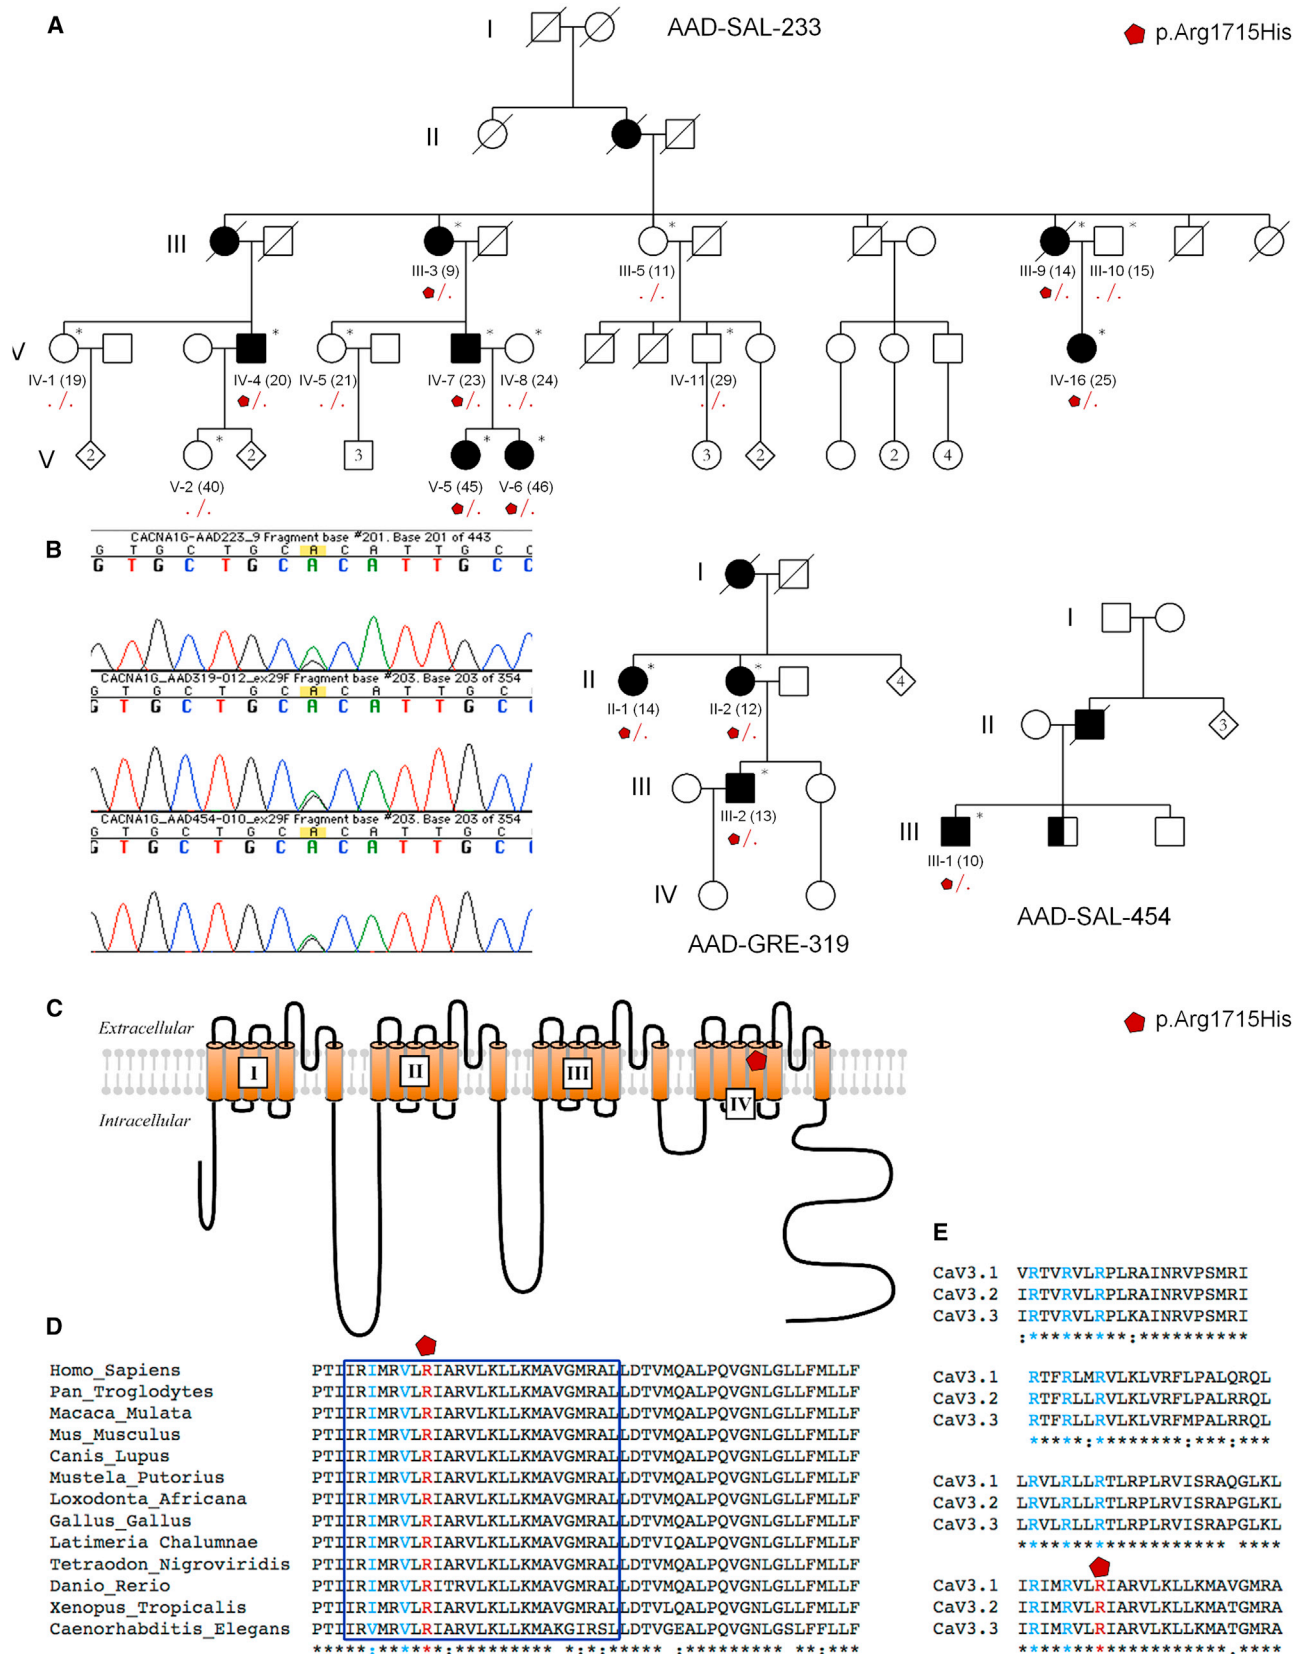 A
I
AAD-SAL-233
p.Arg1715His
II
III
* * * * *
III-3 (9)
III-5 (11)
III-9 (14)
III-10 (15)
/.
./.
/.
./.
V
* * * * * * *
IV-1 (19)
IV-4 (20)
IV-5 (21)
IV-7 (23)
IV-8 (24)
IV-11 (29)
IV-16 (25)
./.
/.
./.
/.
./.
./.
/.
V
2
* 2
3
* *
3
2
2
4
V-2 (40)
V-5 (45)
V-6 (46)
./.
/.
/.
B
CACNA1G-AAD223_9 Fragment base #201. Base 201 of 443
G T G C T G C A C A T T G C C
G T G C T G C A C A T T G C C
CACNA1G_AAD319-012_ex29F Fragment base #203. Base 203 of 354
G T G C T G C A C A T T G C
G T G C T G C A C A T T G C
CACNA1G_AAD454-010_ex29F Fragment base #203. Base 203 of 354
G T G C T G C A C A T T G C
G T G C T G C A C A T T G C
I
II
* *
4
II-1 (14)
II-2 (12)
/.
/.
III
*
III-2 (13)
/.
IV
AAD-GRE-319
I
II
3
III
*
III-1 (10)
/.
AAD-SAL-454
C
Extracellular
Intracellular
I
II
III
IV
p.Arg1715His
D
Homo_Sapiens PTIIRIMRVLRIARVLKLLKMAVGMRALLDTVMQALPQVGNLGLLFMLLF
Pan_Troglodytes PTIIRIMRVLRIARVLKLLKMAVGMRALLDTVMQALPQVGNLGLLFMLLF
Macaca_Mulata PTIIRIMRVLRIARVLKLLKMAVGMRALLDTVMQALPQVGNLGLLFMLLF
Mus_Musculus PTIIRIMRVLRIARVLKLLKMAVGMRALLDTVMQALPQVGNLGLLFMLLF
Canis_Lupus PTIIRIMRVLRIARVLKLLKMAVGMRALLDTVMQALPQVGNLGLLFMLLF
Mustela_Putorius PTIIRIMRVLRIARVLKLLKMAVGMRALLDTVMQALPQVGNLGLLFMLLF
Loxodonta_Africana PTIIRIMRVLRIARVLKLLKMAVGMRALLDTVMQALPQVGNLGLLFMLLF
Gallus_Gallus PTIIRIMRVLRIARVLKLLKMAVGMRALLDTVMQALPQVGNLGLLFMLLF
Latimeria Chalumnae PTIIRIMRVLRIARVLKLLKMAVGMRALLDTVIQALPQVGNLGLLFMLLF
Tetraodon_Nigroviridis PTIIRIMRVLRIARVLKLLKMAVGMRALLDTVMQALPQVGNLGLLFMLLF
Danio_Rerio PTIIRIMRVLRITRVLKLLKMAVGMRALLDTVMQALPQVGNLGLLFMLLF
Xenopus_Tropicalis PTIIRIMRVLRIARVLKLLKMAVGMRALLDTVLQALPQVGNLGLLFMLLF
Caenorhabditis_Elegans PTIIRVMRVLRIARVLKLLKMAKGIRSLLDTVGEALPQVGNLGSLFFLLF
*****:******:********* *:*:***** :********* **:***
E
CaV3.1 VRTVRVLRPLRAINRVPSMRI
CaV3.2 IRTVRVLRPLRAINRVPSMRI
CaV3.3 IRTVRVLRPLKAINRVPSMRI
:*********:**********
CaV3.1 RTFRLMRVLKLVRFLPALQRQL
CaV3.2 RTFRLLRVLKLVRFLPALRRQL
CaV3.3 RTFRLLRVLKLVRFMPALRRQL
*****:********:***:***
CaV3.1 LRVLRLLRTLRPLRVISRAQGLKL
CaV3.2 LRVLRLLRTLRPLRVISRAPGLKL
CaV3.3 LRVLRLLRTLRPLRVISRAPGLKL
******************* ****
CaV3.1 IRIMRVLRIARVLKLLKMAVGMRA
CaV3.2 IRIMRVLRIARVLKLLKMATGMRA
CaV3.3 IRIMRVLRIARVLKLLKMATGMRA
*******************.****